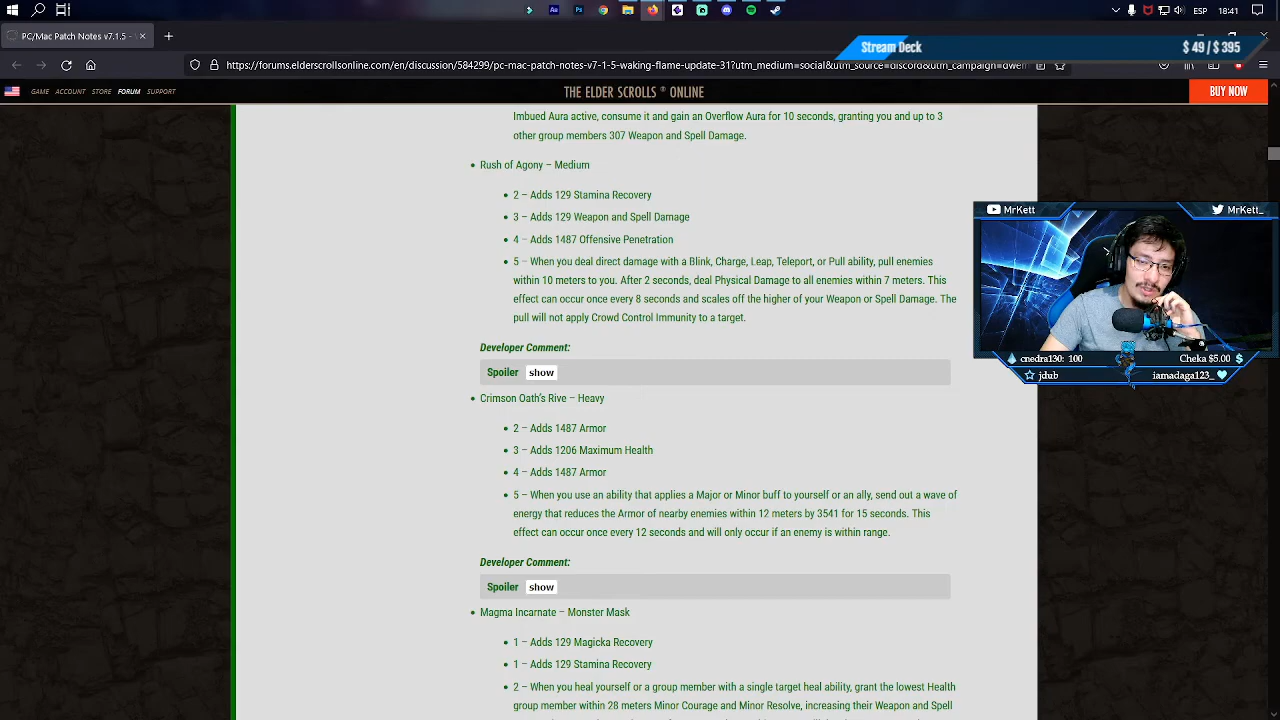 ESP
18:41
PC/Mac Patch Notes v7.1.5 -
Stream Deck
$ 49 / $ 395
https://forums.elderscrollsonline.com/en/discussion/584299/pc-mac-patch-notes-v7-1-5-waking-flame-update-31?utm_medium=social&utm_source=discord&utm_campaign=dwem
GAME ACCOUNT STORE FORUM SUPPORT
THE ELDER SCROLLS ® ONLINE
BUY NOW
Imbued Aura active, consume it and gain an Overflow Aura for 10 seconds, granting you and up to 3
other group members 307 Weapon and Spell Damage.
Rush of Agony – Medium
2 – Adds 129 Stamina Recovery
3 – Adds 129 Weapon and Spell Damage
4 – Adds 1487 Offensive Penetration
5 – When you deal direct damage with a Blink, Charge, Leap, Teleport, or Pull ability, pull enemies
within 10 meters to you. After 2 seconds, deal Physical Damage to all enemies within 7 meters. This
effect can occur once every 8 seconds and scales off the higher of your Weapon or Spell Damage. The
pull will not apply Crowd Control Immunity to a target.
Developer Comment:
Spoiler show
Crimson Oath's Rive – Heavy
2 – Adds 1487 Armor
3 – Adds 1206 Maximum Health
4 – Adds 1487 Armor
5 – When you use an ability that applies a Major or Minor buff to yourself or an ally, send out a wave of
energy that reduces the Armor of nearby enemies within 12 meters by 3541 for 15 seconds. This
effect can occur once every 12 seconds and will only occur if an enemy is within range.
Developer Comment:
Spoiler show
Magma Incarnate – Monster Mask
1 – Adds 129 Magicka Recovery
1 – Adds 129 Stamina Recovery
2 – When you heal yourself or a group member with a single target heal ability, grant the lowest Health
group member within 28 meters Minor Courage and Minor Resolve, increasing their Weapon and Spell
MrKett
MrKett_
cnedra130: 100
Cheka $5.00 $
jdub
iamadaga123_